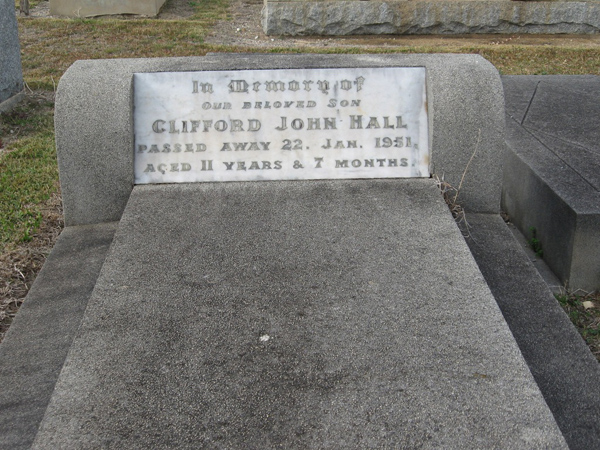 In Memory of
OUR BELOVED SON
CLIFFORD JOHN HALL
PASSED AWAY 22. JAN. 1951.
AGED 11 YEARS & 7 MONTHS.